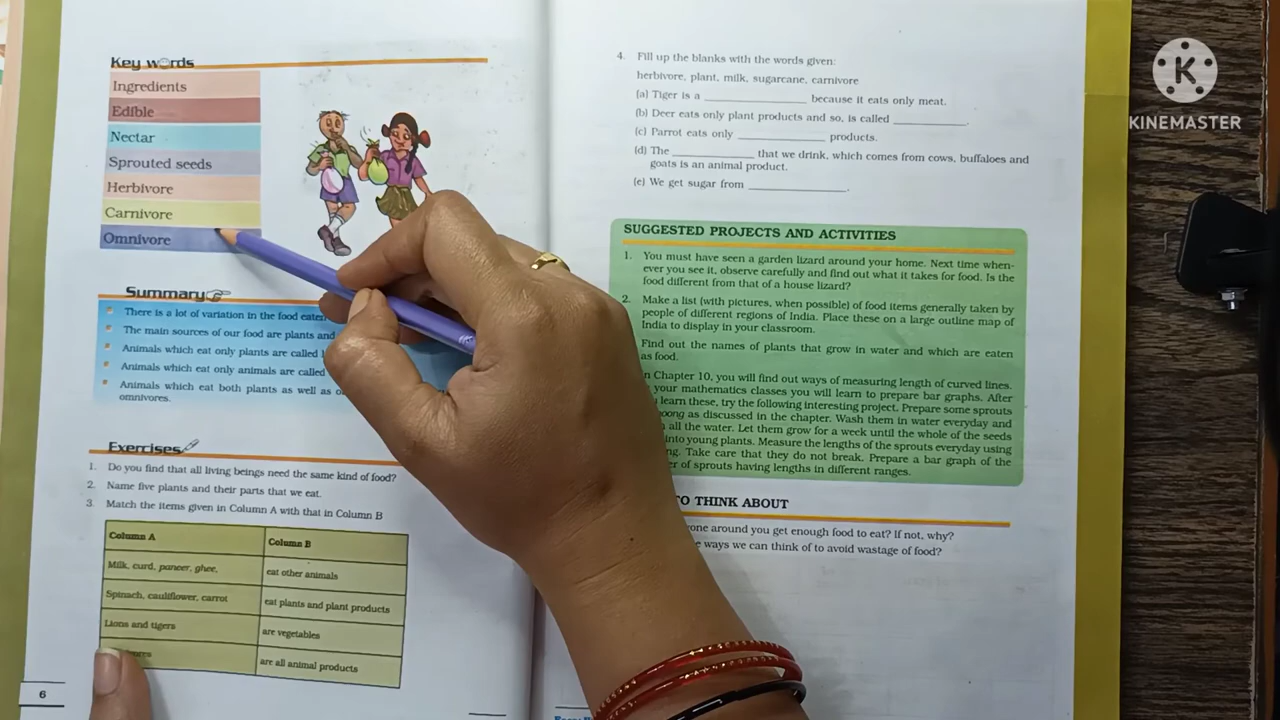 Key words
Ingredients
Edible
Nectar
Sprouted seeds
Herbivore
Carnivore
Omnivore
Summary
There is a lot of variation in the food eaten
The main sources of our food are plants and
Animals which eat only plants are called
Animals which eat only animals are called
Animals which eat both plants as well as
omnivores.
Exercises
1. Do you find that all living beings need the same kind of food?
2. Name five plants and their parts that we eat.
3. Match the items given in Column A with that in Column B
Column A Column B
Milk, curd, paneer, ghee, eat other animals
Spinach, cauliflower, carrot eat plants and plant products
Lions and tigers are vegetables
are all animal products
6
4. Fill up the blanks with the words given:
herbivore, plant, milk, sugarcane, carnivore
(a) Tiger is a ____________ because it eats only meat.
(b) Deer eats only plant products and so, is called _________.
(c) Parrot eats only ___________ products.
(d) The __________ that we drink, which comes from cows, buffaloes and
goats is an animal product.
(e) We get sugar from ____________.
SUGGESTED PROJECTS AND ACTIVITIES
1. You must have seen a garden lizard around your home. Next time when-
ever you see it, observe carefully and find out what it takes for food. Is the
food different from that of a house lizard?
2. Make a list (with pictures, when possible) of food items generally taken by
people of different regions of India. Place these on a large outline map of
India to display in your classroom.
Find out the names of plants that grow in water and which are eaten
as food.
Chapter 10, you will find out ways of measuring length of curved lines.
your mathematics classes you will learn to prepare bar graphs. After
learn these, try the following interesting project. Prepare some sprouts
as discussed in the chapter. Wash them in water everyday and
all the water. Let them grow for a week until the whole of the seeds
into young plants. Measure the lengths of the sprouts everyday using
Take care that they do not break. Prepare a bar graph of the
of sprouts having lengths in different ranges.
TO THINK ABOUT
around you get enough food to eat? If not, why?
ways we can think of to avoid wastage of food?
K
KINEMASTER